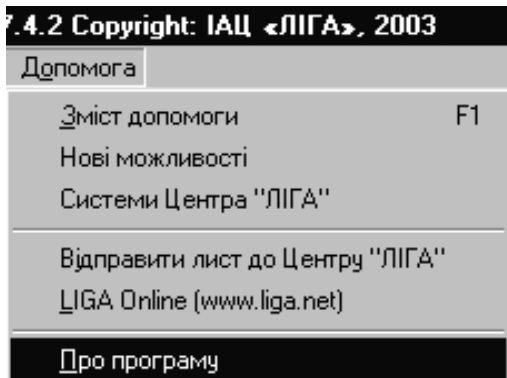 7.4.2 Copyright: ІАЦ «ЛІГА», 2003
Допомога
Зміст допомоги F1
Нові можливості
Системи Центра "ЛІГА"
Відправити лист до Центру "ЛІГА"
LIGA Online (www.liga.net)
Про програму